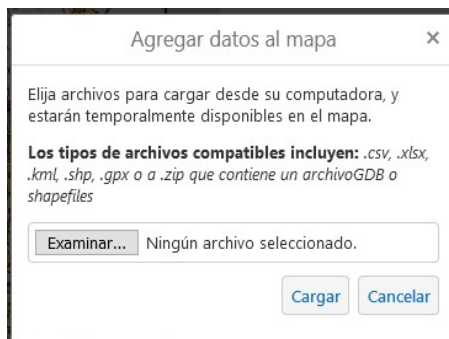 Agregar datos al mapa ×
Elija archivos para cargar desde su computadora, y
estarán temporalmente disponibles en el mapa.
Los tipos de archivos compatibles incluyen: .csv, .xlsx,
.kml, .shp, .gpx o a .zip que contiene un archivoGDB o
shapefiles
Examinar... Ningún archivo seleccionado.
Cargar Cancelar